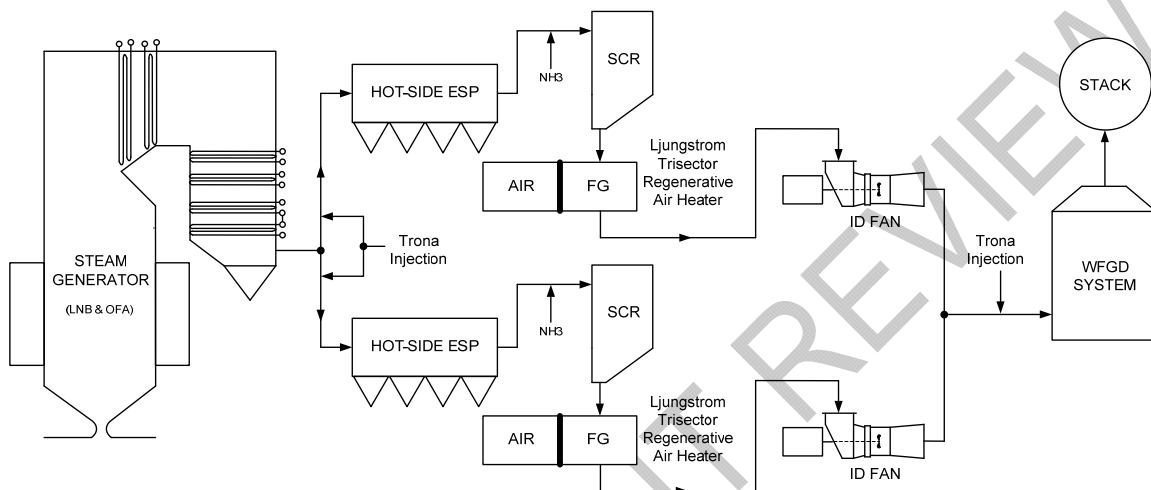 HOT-SIDE ESP
NH3
SCR
STACK
Ljungstrom
Trisector
Regenerative
Air Heater
AIR
FG
ID FAN
Trona
Injection
STEAM
GENERATOR
(LNB & OFA)
Trona
Injection
WFGD
SYSTEM
HOT-SIDE ESP
NH3
SCR
Ljungstrom
Trisector
Regenerative
Air Heater
AIR
FG
ID FAN
T REVIEW